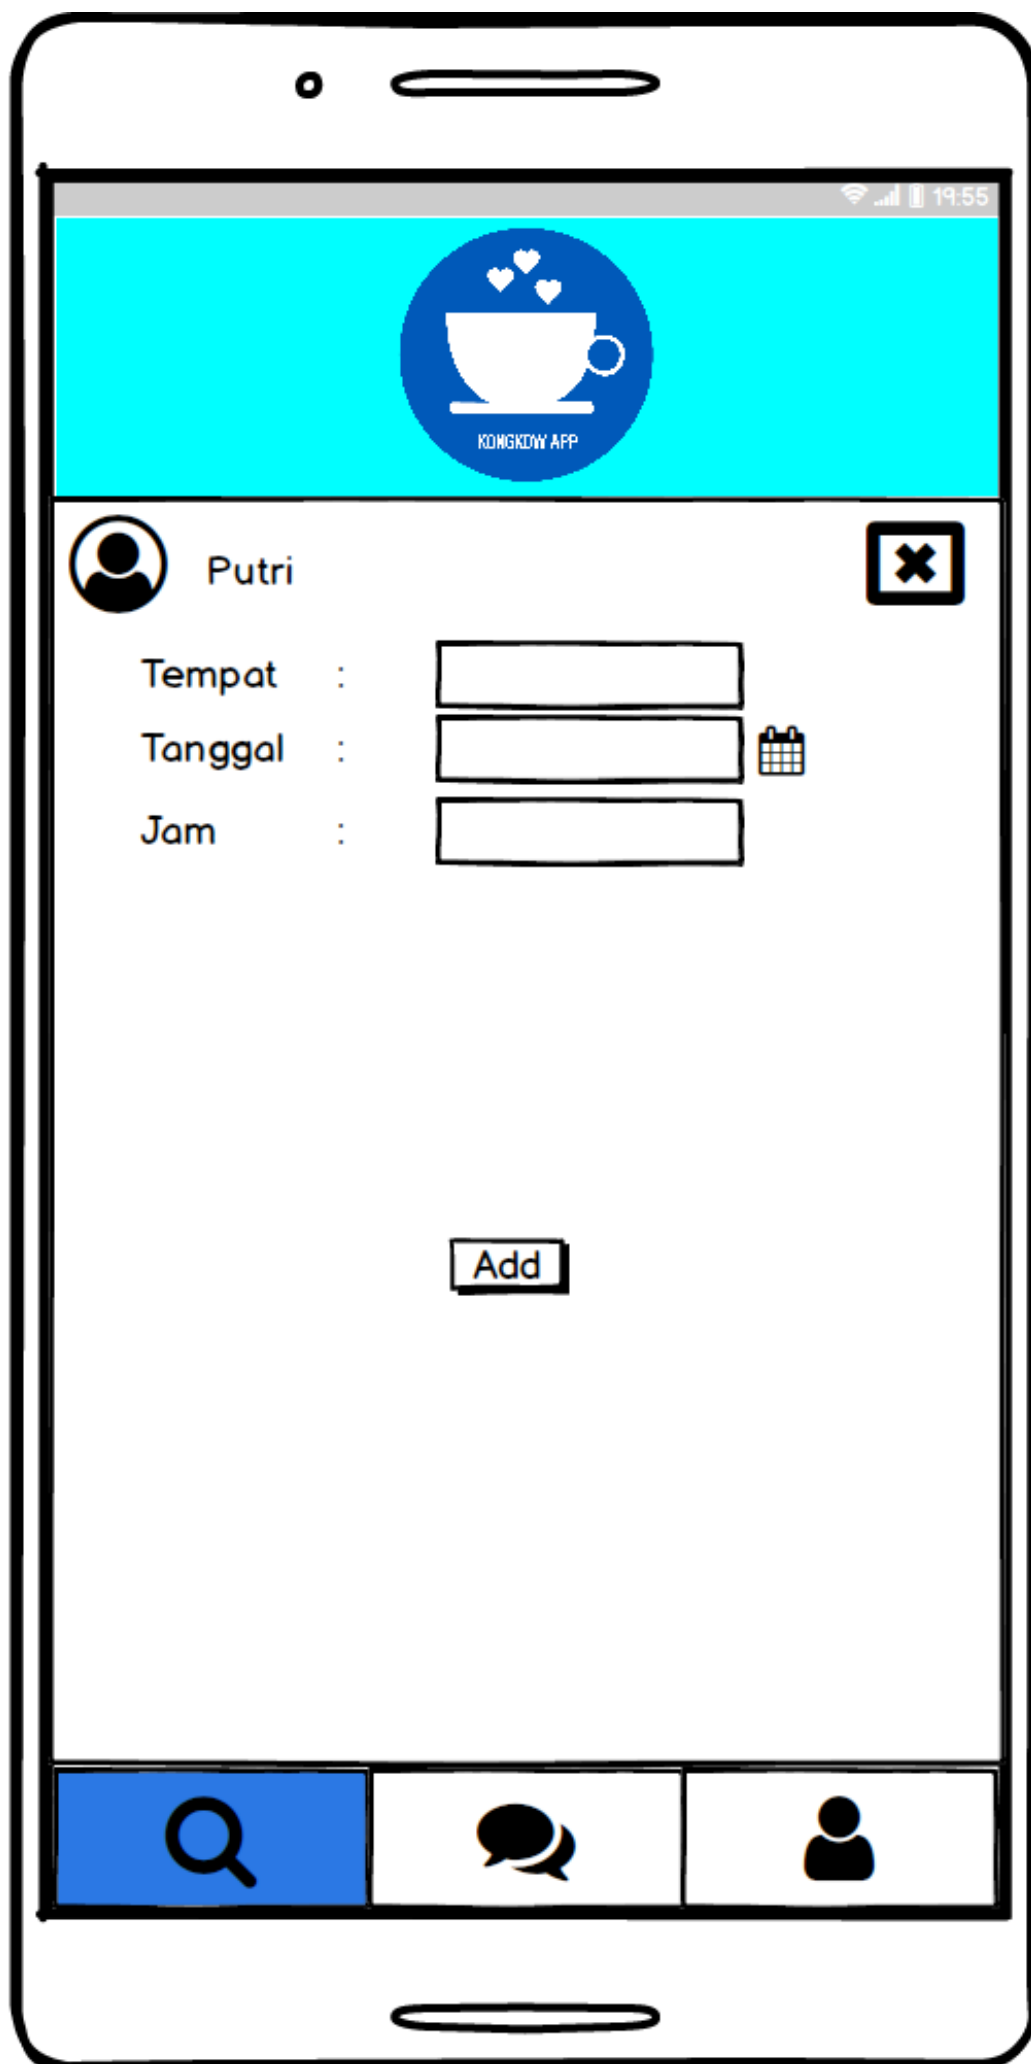 19:55
KONGKOW APP
Putri
Tempat :
Tanggal :
Jam :
Add